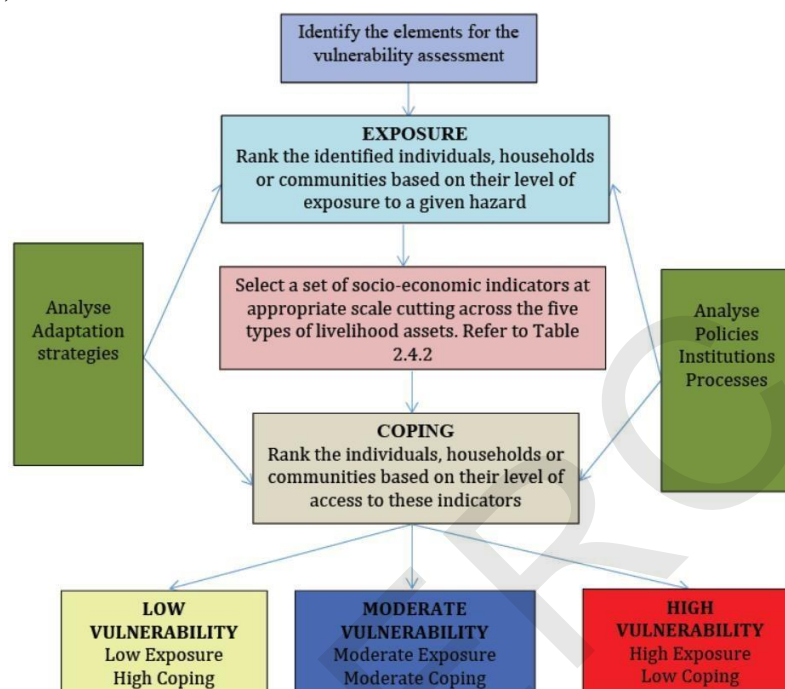 Identify the elements for the
vulnerability assessment
EXPOSURE
Rank the identified individuals, households
or communities based on their level of
exposure to a given hazard
Analyse
Adaptation
strategies
Select a set of socio-economic indicators at
appropriate scale cutting across the five
types of livelihood assets. Refer to Table
2.4.2
Analyse
Policies
Institutions
Processes
COPING
Rank the individuals, households or
communities based on their level of
access to these indicators
LOW
VULNERABILITY
Low Exposure
High Coping
MODERATE
VULNERABILITY
Moderate Exposure
Moderate Coping
HIGH
VULNERABILITY
High Exposure
Low Coping